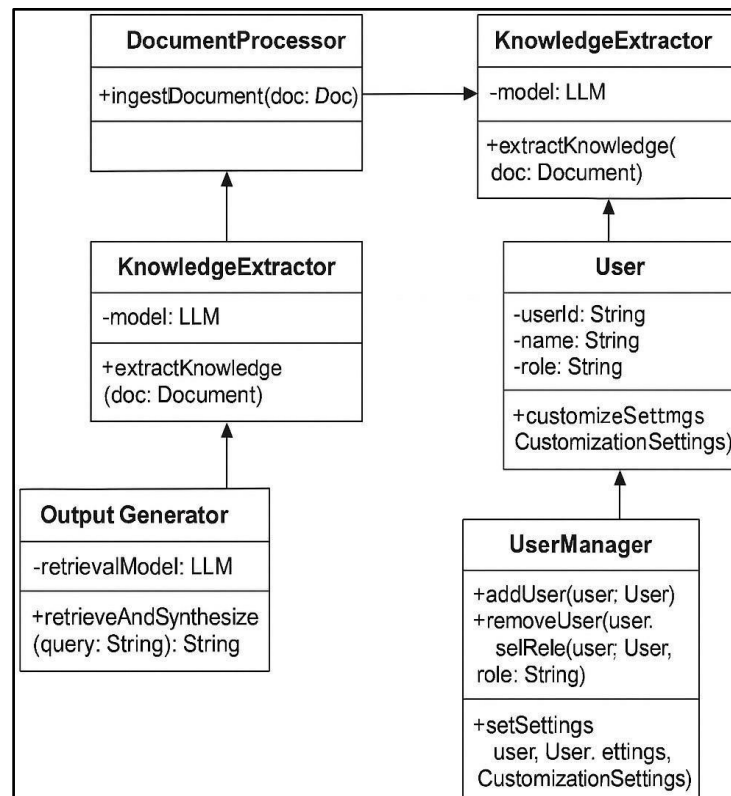 DocumentProcessor
+ingestDocument(doc: Doc)
KnowledgeExtractor
-model: LLM
+extractKnowledge(
doc: Document)
KnowledgeExtractor
-model: LLM
+extractKnowledge
(doc: Document)
User
-userId: String
-name: String
-role: String
+customizeSettmgs
CustomizationSettings)
Output Generator
-retrievalModel: LLM
+retrieveAndSynthesize
(query: String): String
UserManager
+addUser(user; User)
+removeUser(user.
selRele(user; User,
role: String)
+setSettings
user, User. ettings,
CustomizationSettings)